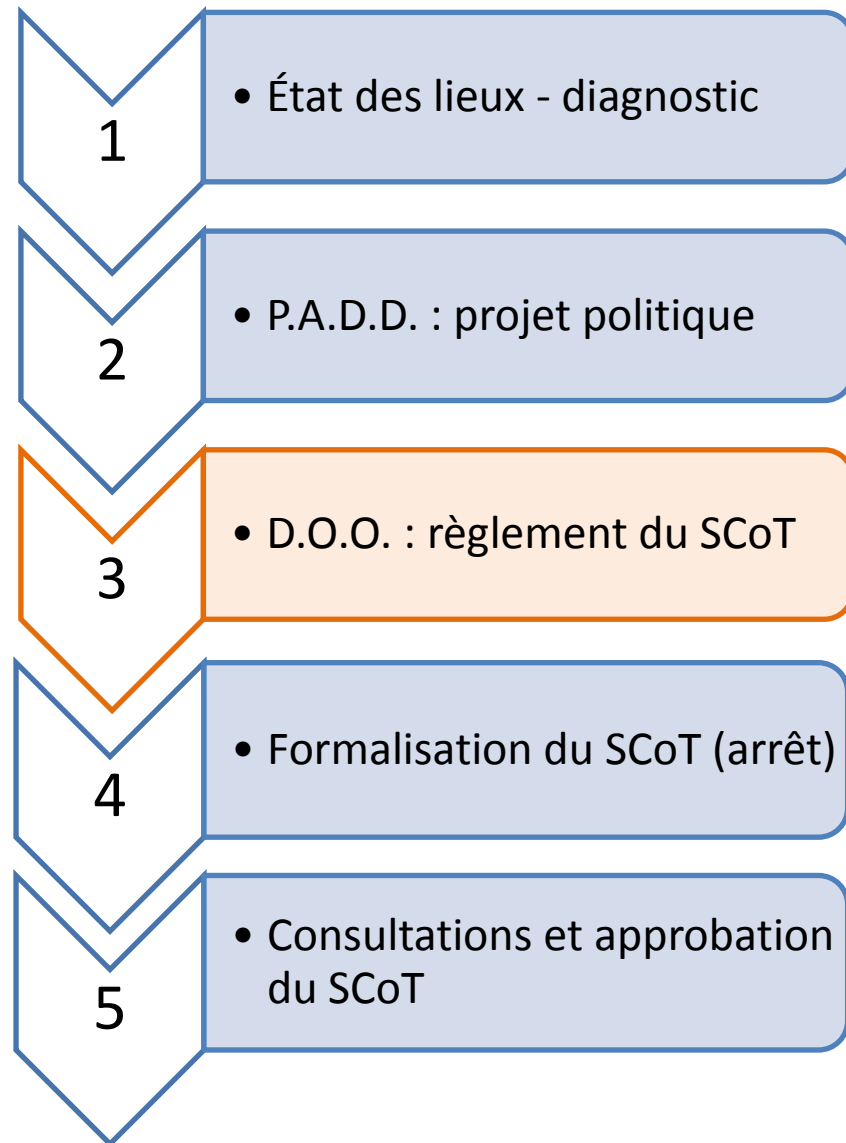 1
• État des lieux - diagnostic
2
• P.A.D.D. : projet politique
3
• D.O.O. : règlement du SCoT
4
• Formalisation du SCoT (arrêt)
5
• Consultations et approbation
du SCoT